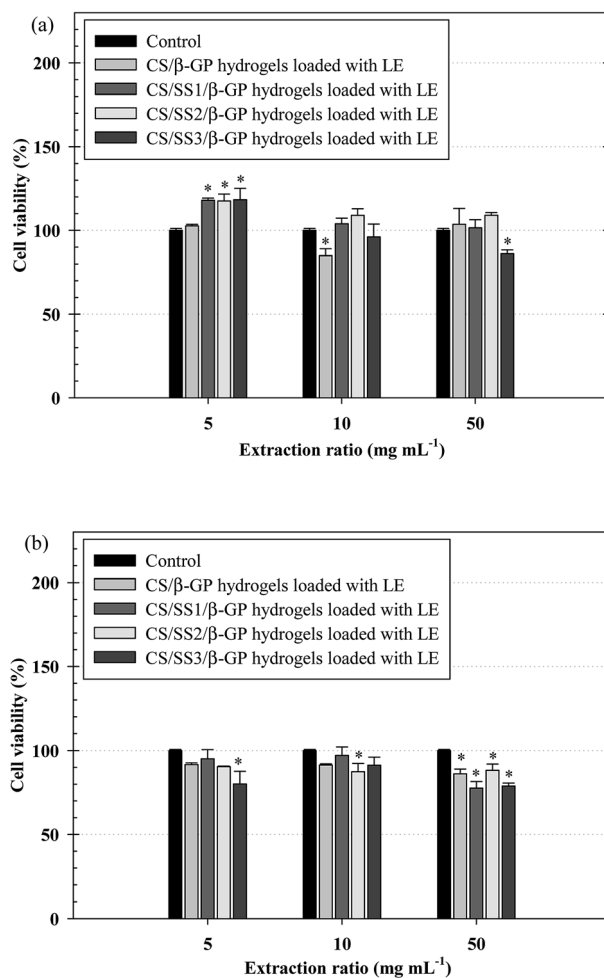 (a)
Control
CS/β-GP hydrogels loaded with LE
CS/SS1/β-GP hydrogels loaded with LE
CS/SS2/β-GP hydrogels loaded with LE
CS/SS3/β-GP hydrogels loaded with LE
Cell viability (%)
200
150
100
50
0
* * *
*
*
5 10 50
Extraction ratio (mg mL⁻¹)
(b)
Control
CS/β-GP hydrogels loaded with LE
CS/SS1/β-GP hydrogels loaded with LE
CS/SS2/β-GP hydrogels loaded with LE
CS/SS3/β-GP hydrogels loaded with LE
Cell viability (%)
200
150
100
50
0
*
*
* * * *
5 10 50
Extraction ratio (mg mL⁻¹)